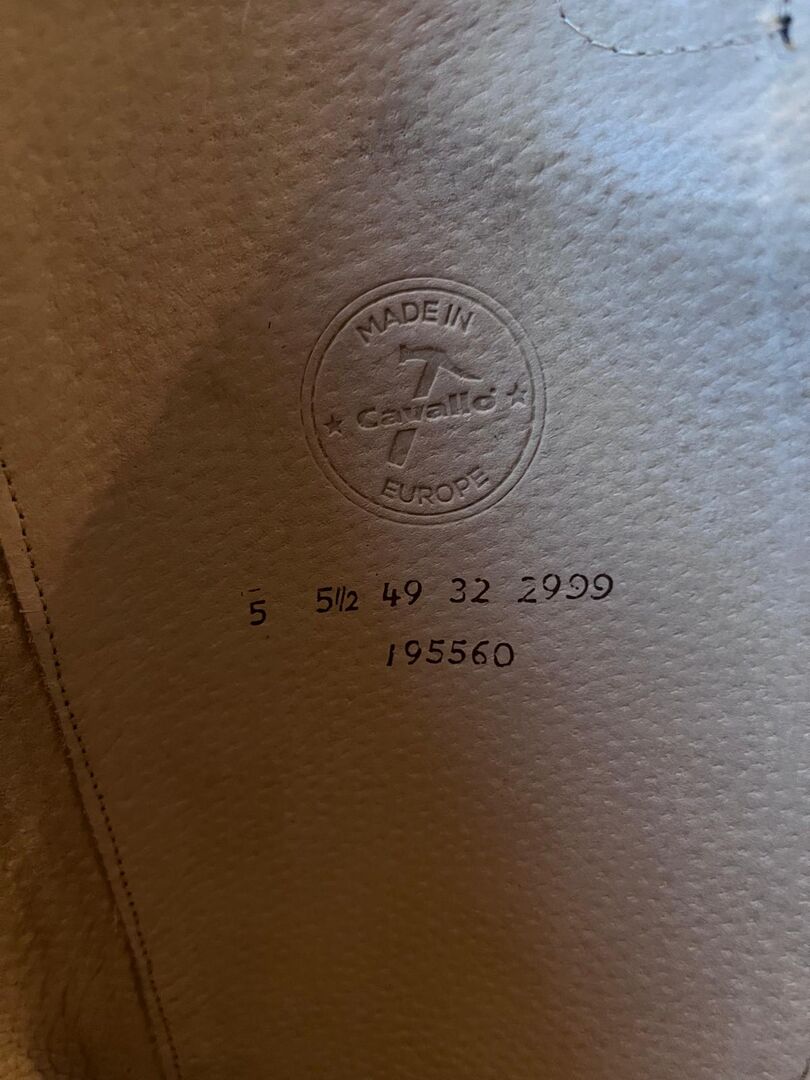 MADE IN
Cavallo®
EUROPE
5 5½ 49 32 2999
195560